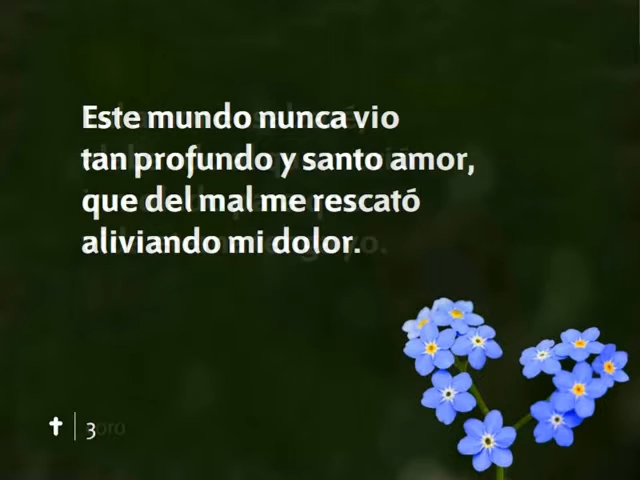 Este mundo nunca vio
tan profundo y santo amor,
que del mal me rescató
aliviando mi dolor.
3